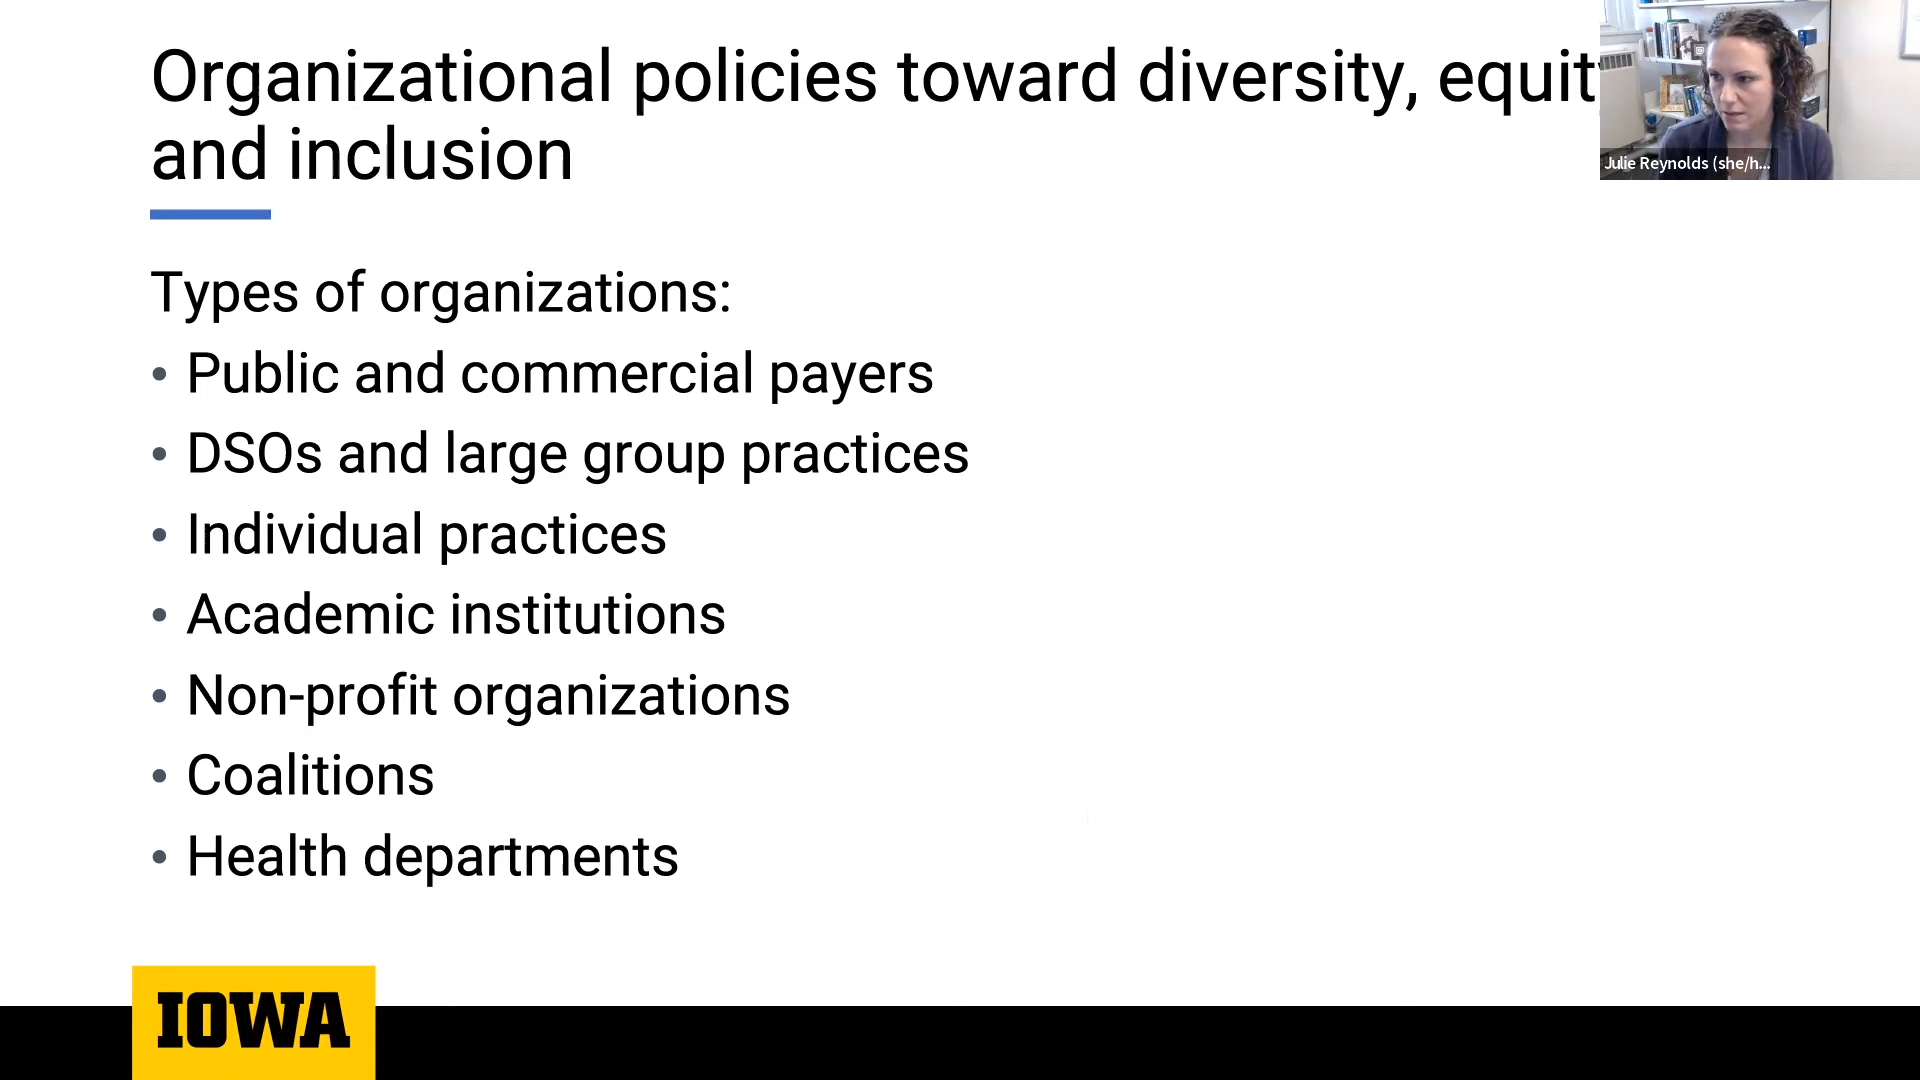 Organizational policies toward diversity, equity
and inclusion
Julie Reynolds (she/h...
Types of organizations:
• Public and commercial payers
• DSOs and large group practices
• Individual practices
• Academic institutions
• Non-profit organizations
• Coalitions
• Health departments
IOWA